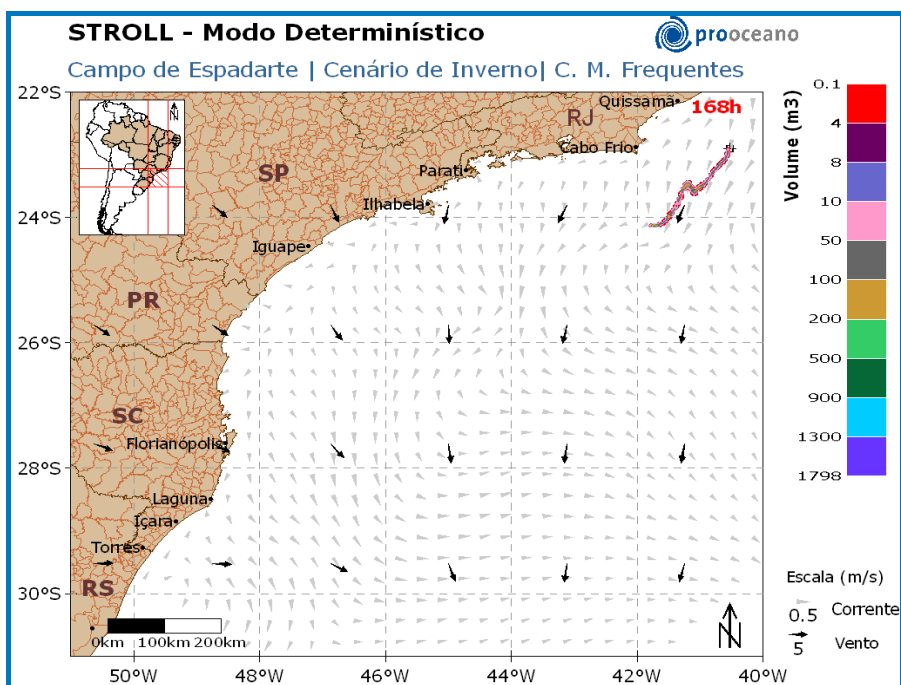 STROLL - Modo Determinístico
prooceano
Campo de Espadarte | Cenário de Inverno| C. M. Frequentes
22°S
24°S
26°S
28°S
30°S
50°W
48°W
46°W
44°W
42°W
40°W
N
168h
Quissamã
RJ
Cabo Frio
Parati
SP
Ilhabela
Iguape
PR
SC
Florianópolis
Laguna
Içara
Torres
RS
0km 100km 200km
N
Volume (m3)
0.1
4
8
10
50
100
200
500
900
1300
1798
Escala (m/s)
0.5 Corrente
5 Vento